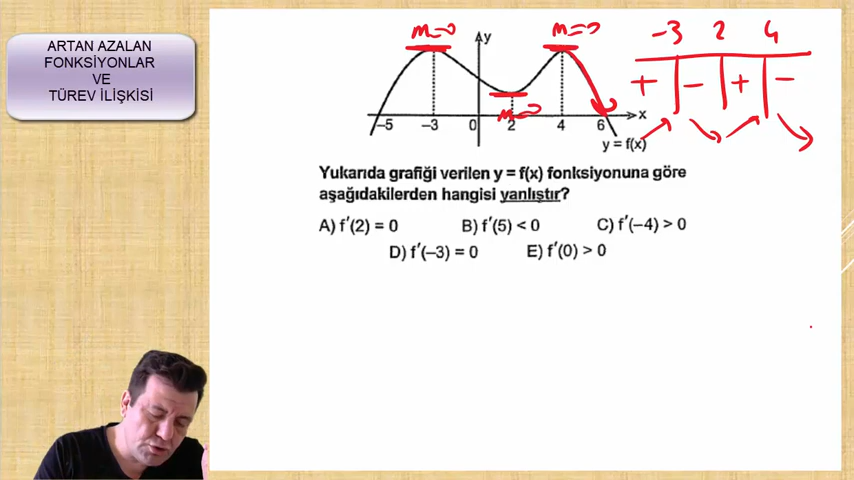 ARTAN AZALAN
FONKSİYONLAR
VE
TÜREV İLİŞKİSİ
m=0
m=0
y
-3 2 4
+ - + -
m=0
-5 -3 0 2 4 6 x
y = f(x)
Yukarıda grafiği verilen y = f(x) fonksiyonuna göre
aşağıdakilerden hangisi yanlıştır?
A) f′(2) = 0 B) f′(5) < 0 C) f′(–4) > 0
D) f′(–3) = 0 E) f′(0) > 0